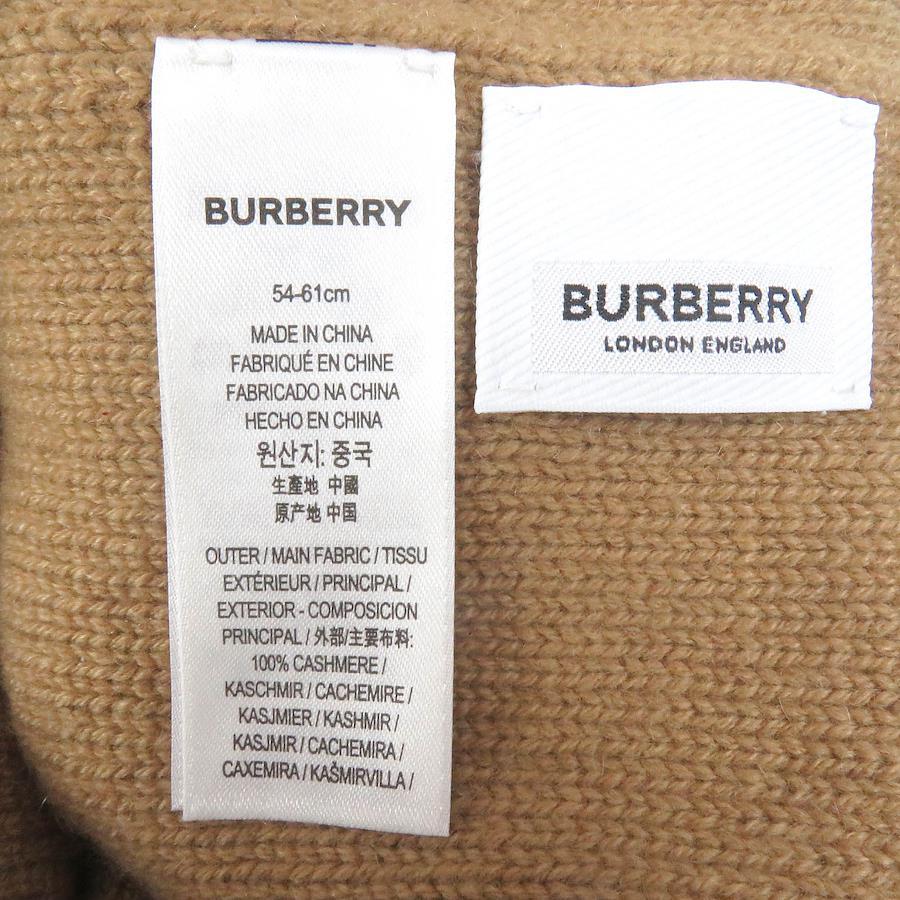 BURBERRY
54-61cm
MADE IN CHINA
FABRIQUÉ EN CHINE
FABRICADO NA CHINA
HECHO EN CHINA
원산지: 중국
生產地 中國
原产地 中国
OUTER / MAIN FABRIC / TISSU
EXTÉRIEUR / PRINCIPAL /
EXTERIOR - COMPOSICION
PRINCIPAL / 外部/主要布料:
100% CASHMERE /
KASCHMIR / CACHEMIRE /
KASJMIER / KASHMIR /
KASJMIR / CACHEMIRA /
CAXEMIRA / KAŠMIRVILLA /
BURBERRY
LONDON ENGLAND